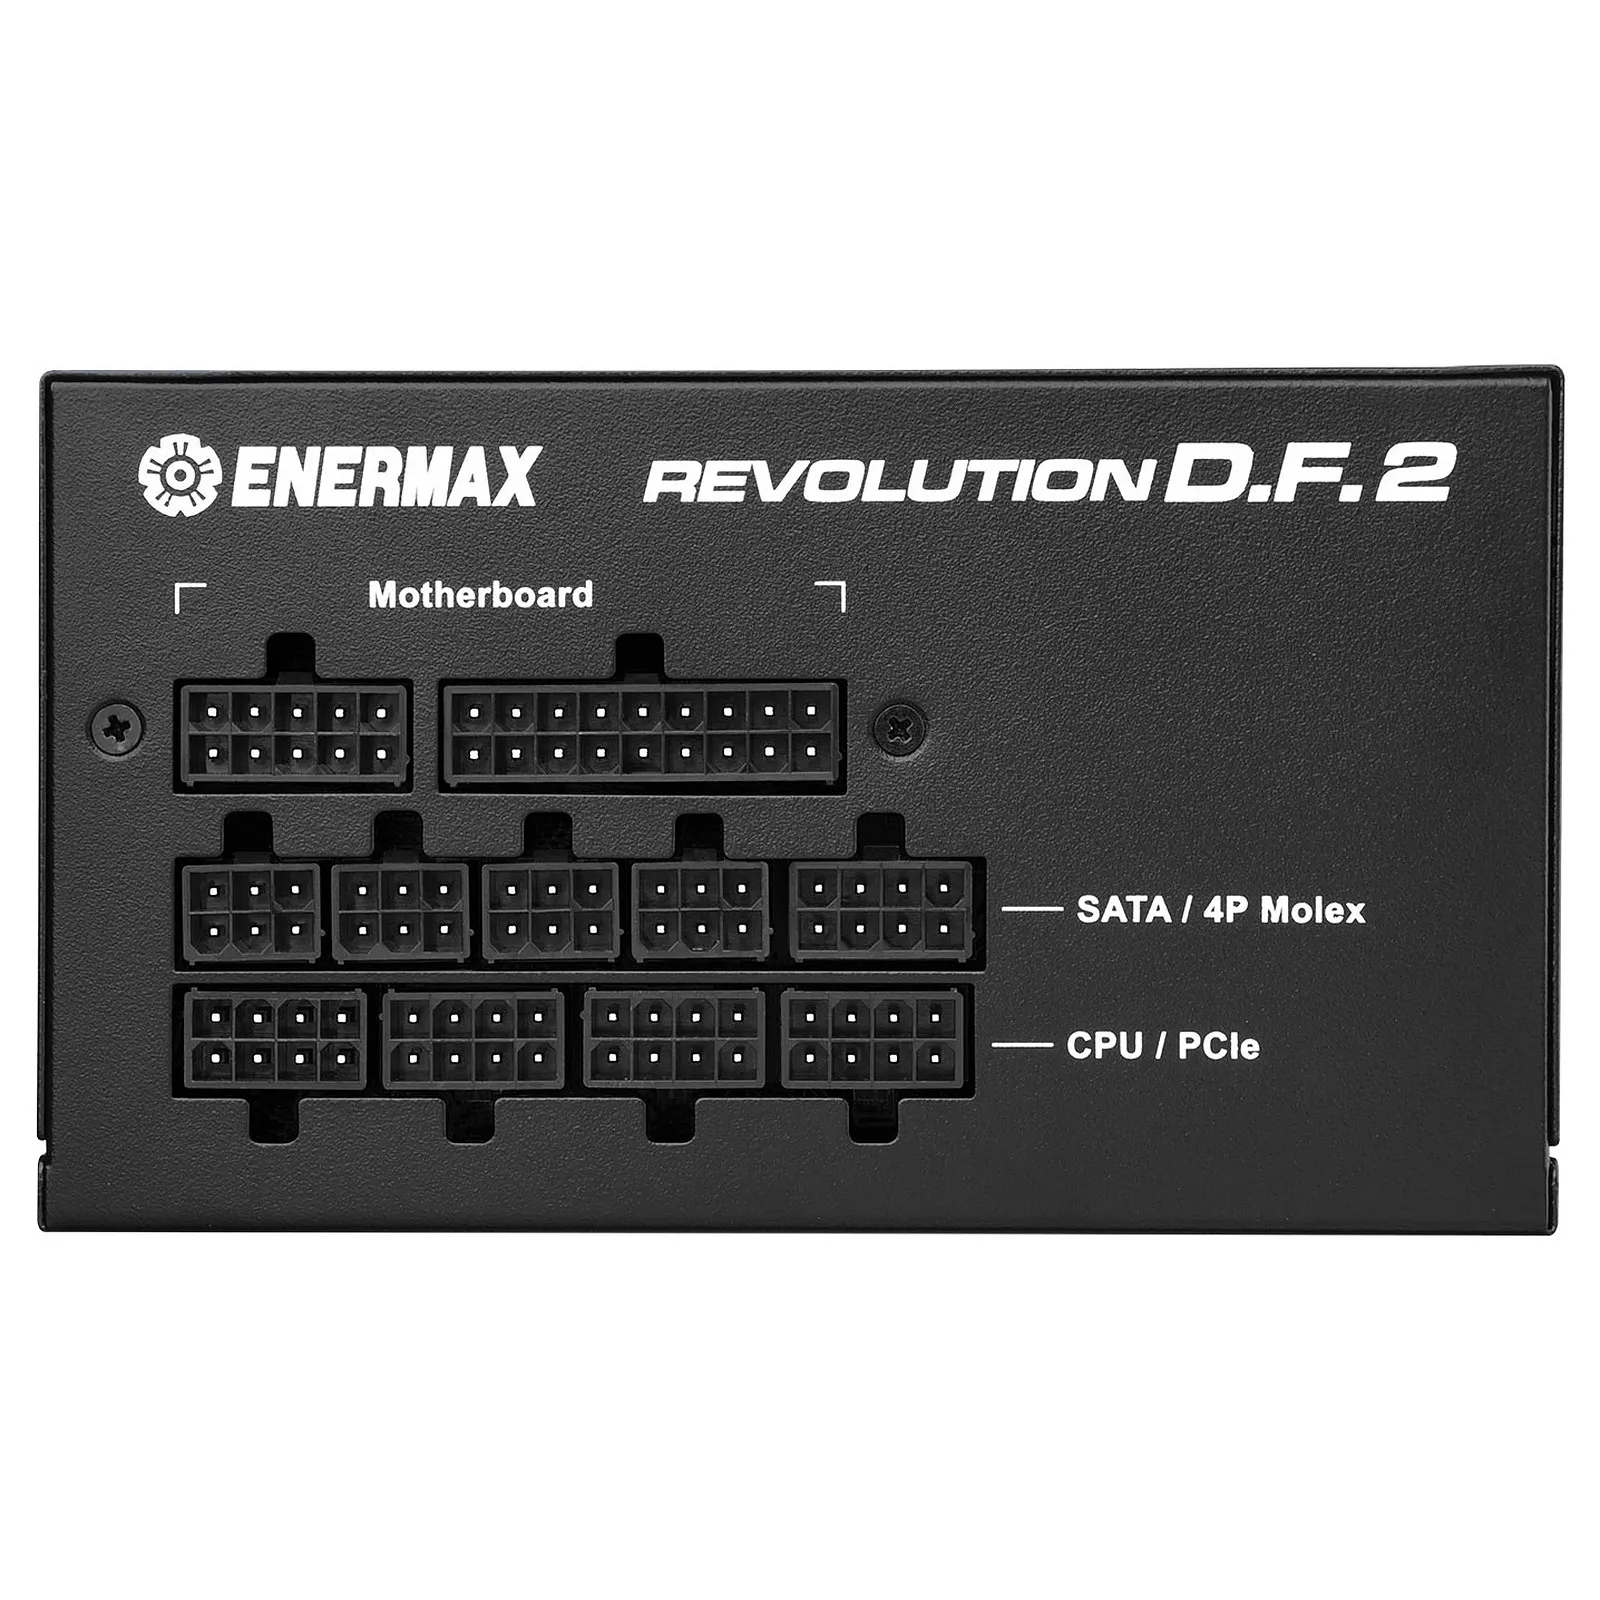 ENERMAX REVOLUTION D.F.2
Motherboard
SATA / 4P Molex
CPU / PCIe